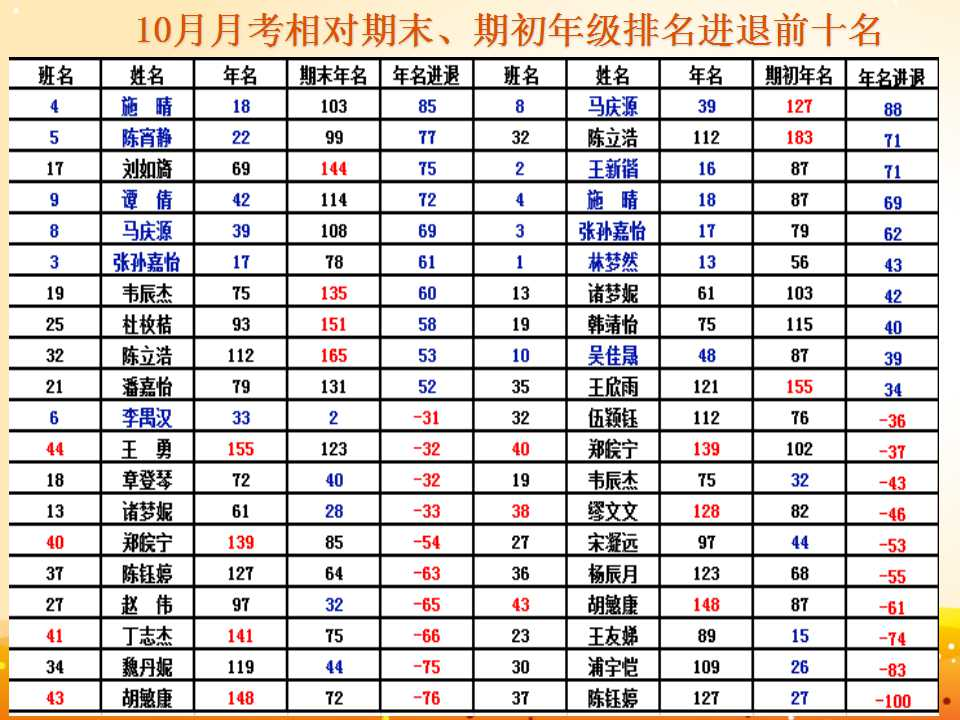 10月月考相对期末、期初年级排名进退前十名
班名 姓名 年名 期末年名 年名进退 班名 姓名 年名 期初年名 年名进退
4 施 晴 18 103 85 8 马庆源 39 127 88
5 陈宵静 22 99 77 32 陈立浩 112 183 71
17 刘如旖 69 144 75 2 王新谐 16 87 71
9 谭 倩 42 114 72 4 施 晴 18 87 69
8 马庆源 39 108 69 3 张孙嘉怡 17 79 62
3 张孙嘉怡 17 78 61 1 林梦然 13 56 43
19 韦辰杰 75 135 60 13 诸梦妮 61 103 42
25 杜枚桔 93 151 58 19 韩靖怡 75 115 40
32 陈立浩 112 165 53 10 吴佳晟 48 87 39
21 潘嘉怡 79 131 52 35 王欣雨 121 155 34
6 李禺汉 33 2 -31 32 伍颖钰 112 76 -36
44 王 勇 155 123 -32 40 郑皖宁 139 102 -37
18 章登琴 72 40 -32 19 韦辰杰 75 32 -43
13 诸梦妮 61 28 -33 38 缪文文 128 82 -46
40 郑皖宁 139 85 -54 27 宋凝远 97 44 -53
37 陈钰婷 127 64 -63 36 杨辰月 123 68 -55
27 赵 伟 97 32 -65 43 胡敏康 148 87 -61
41 丁志杰 141 75 -66 23 王友娣 89 15 -74
34 魏丹妮 119 44 -75 30 浦宇恺 109 26 -83
43 胡敏康 148 72 -76 37 陈钰婷 127 27 -100